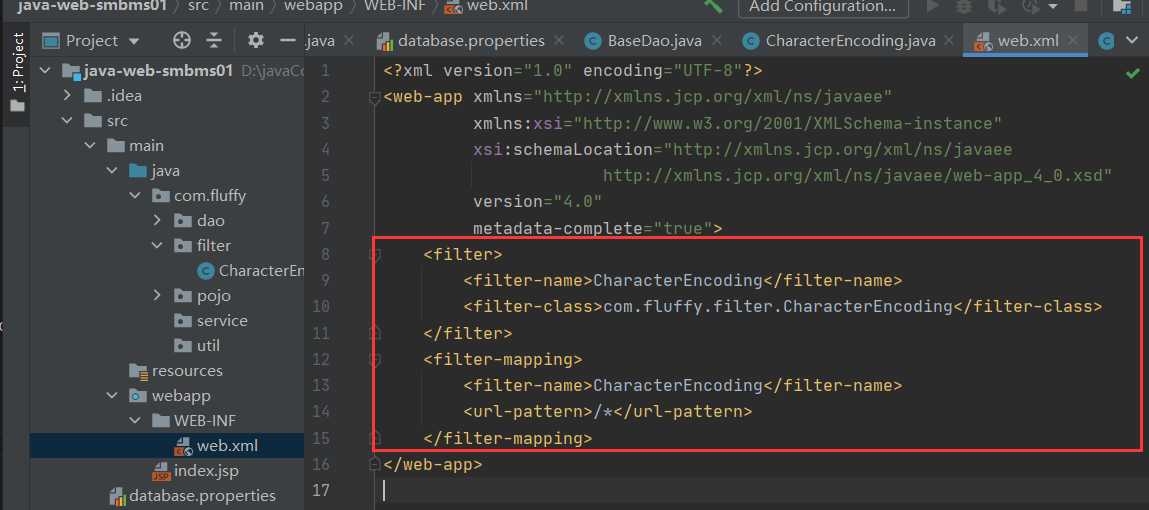 java-web-smbms01 src main webapp WEB-INF web.xml
Add Configuration...
1: Project
Project
.java
database.properties
BaseDao.java
CharacterEncoding.java
web.xml
java-web-smbms01 D:\javaCo
.idea
src
main
java
com.fluffy
dao
filter
CharacterEn
pojo
service
util
resources
webapp
WEB-INF
web.xml
index.jsp
database.properties
1 <?xml version="1.0" encoding="UTF-8"?>
2 <web-app xmlns="http://xmlns.jcp.org/xml/ns/javaee"
3 xmlns:xsi="http://www.w3.org/2001/XMLSchema-instance"
4 xsi:schemaLocation="http://xmlns.jcp.org/xml/ns/javaee
5 http://xmlns.jcp.org/xml/ns/javaee/web-app_4_0.xsd"
6 version="4.0"
7 metadata-complete="true">
8 <filter>
9 <filter-name>CharacterEncoding</filter-name>
10 <filter-class>com.fluffy.filter.CharacterEncoding</filter-class>
11 </filter>
12 <filter-mapping>
13 <filter-name>CharacterEncoding</filter-name>
14 <url-pattern>/*</url-pattern>
15 </filter-mapping>
16 </web-app>
17